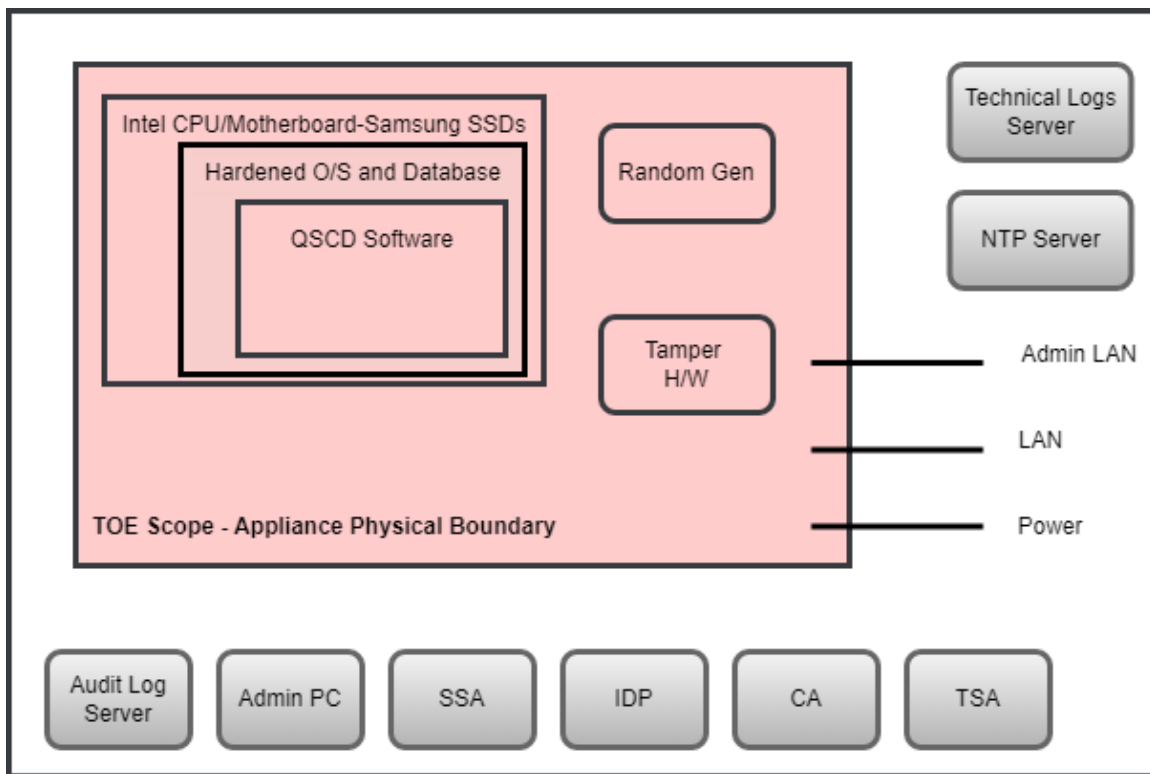 Intel CPU/Motherboard-Samsung SSDs
Hardened O/S and Database
QSCD Software
Random Gen
Tamper
H/W
TOE Scope - Appliance Physical Boundary
Technical Logs
Server
NTP Server
Admin LAN
LAN
Power
Audit Log
Server
Admin PC
SSA
IDP
CA
TSA